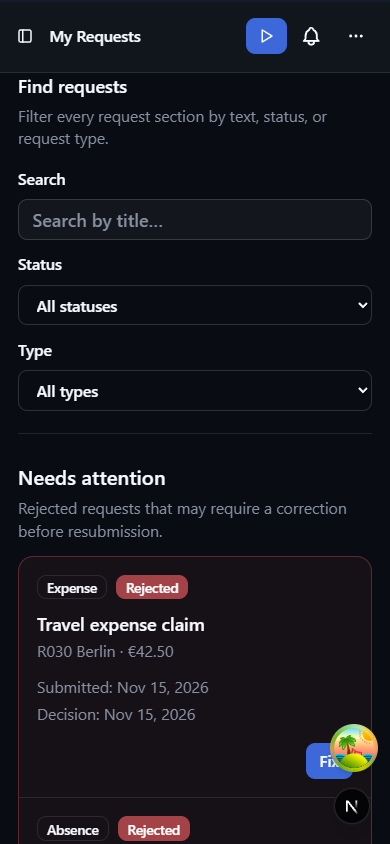 My Requests
Find requests
Filter every request section by text, status, or
request type.
Search
Search by title...
Status
All statuses
Type
All types
Needs attention
Rejected requests that may require a correction
before resubmission.
Expense Rejected
Travel expense claim
R030 Berlin · €42.50
Submitted: Nov 15, 2026
Decision: Nov 15, 2026
Fix
N
Absence Rejected